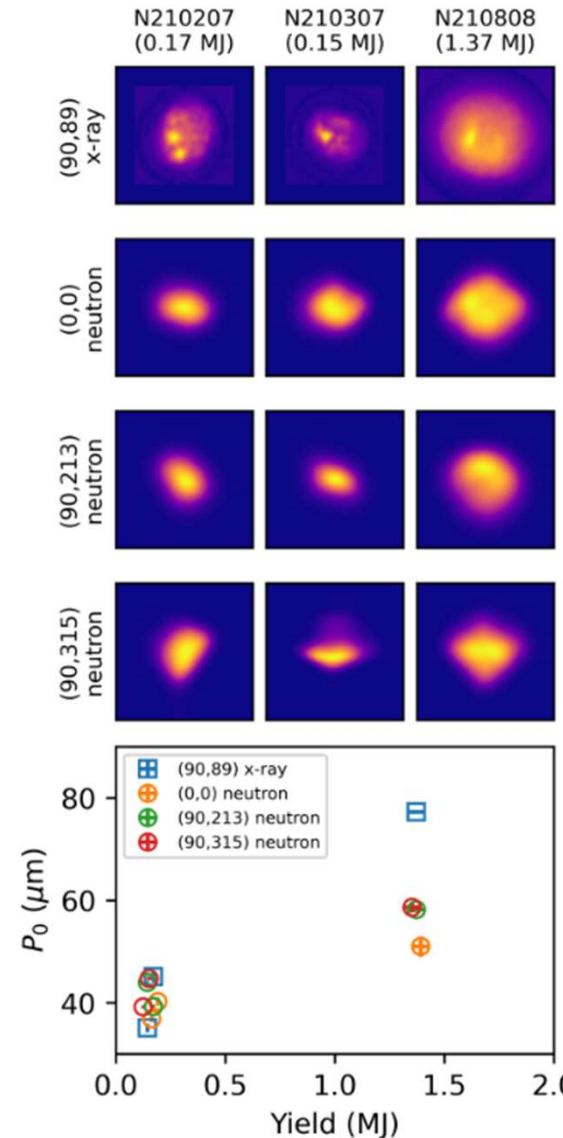 N210207 N210307 N210808
(0.17 MJ) (0.15 MJ) (1.37 MJ)
(90,89)
x-ray
(0,0)
neutron
(90,213)
neutron
(90,315)
neutron
(90,89) x-ray
(0,0) neutron
(90,213) neutron
(90,315) neutron
80
60
40
P₀ (μm)
0.0 0.5 1.0 1.5 2.0
Yield (MJ)